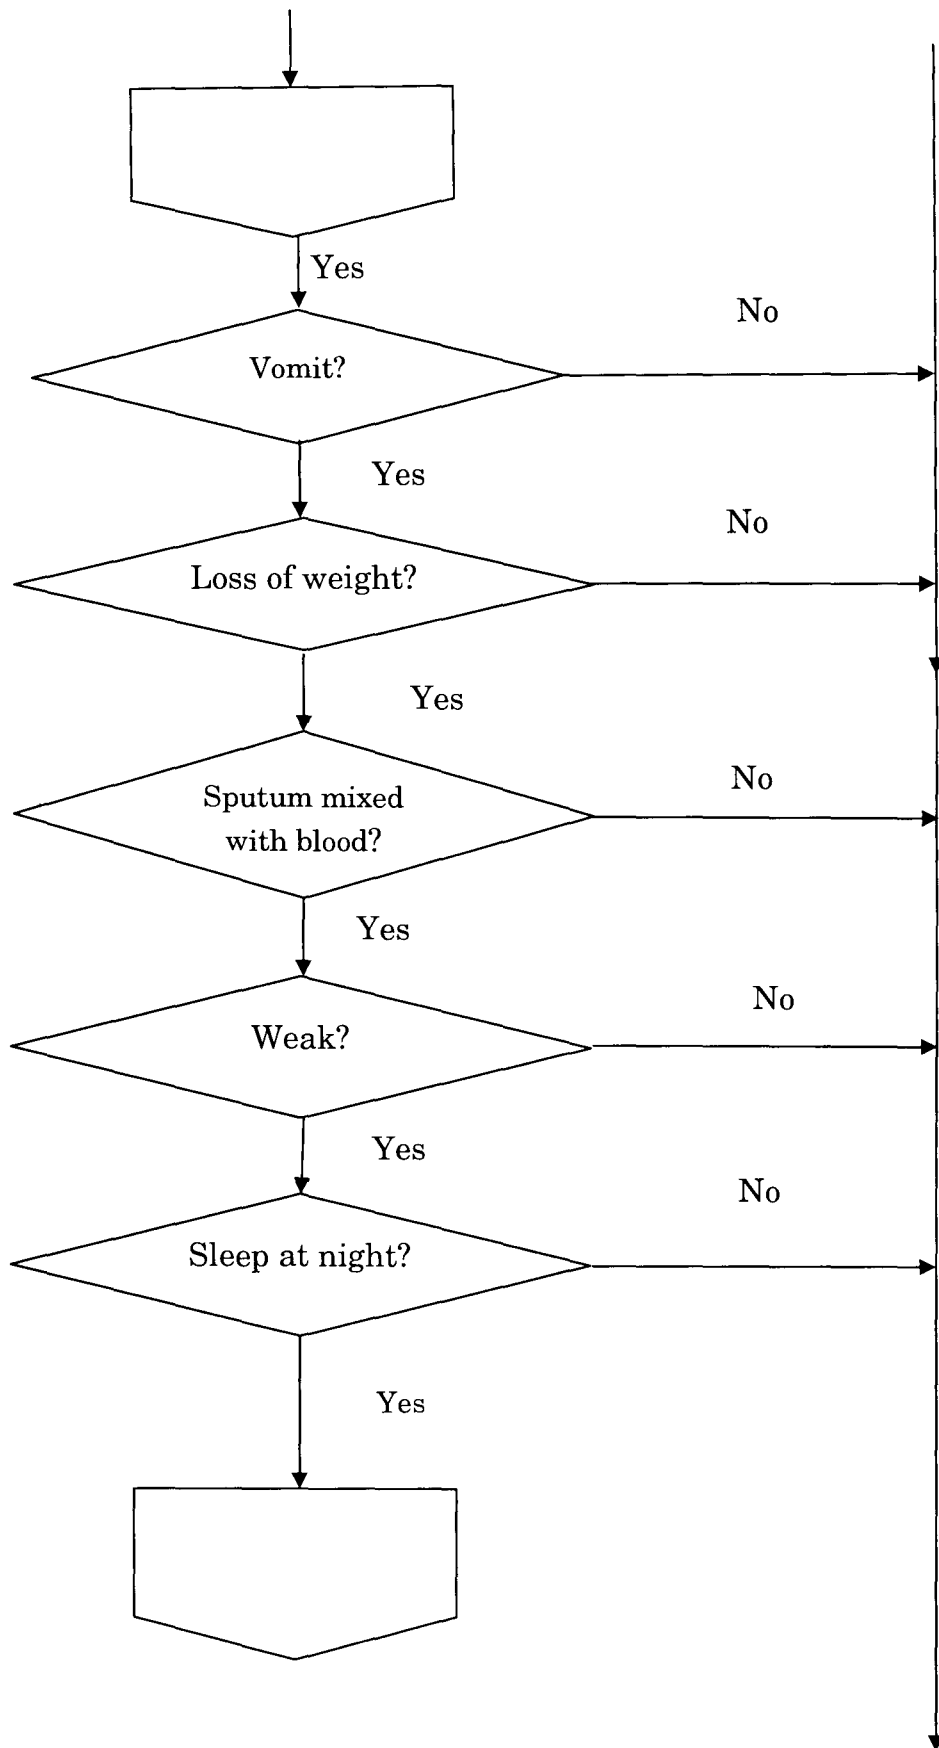 Yes
No
Vomit?
Yes
No
Loss of weight?
Yes
No
Sputum mixed
with blood?
Yes
No
Weak?
Yes
No
Sleep at night?
Yes